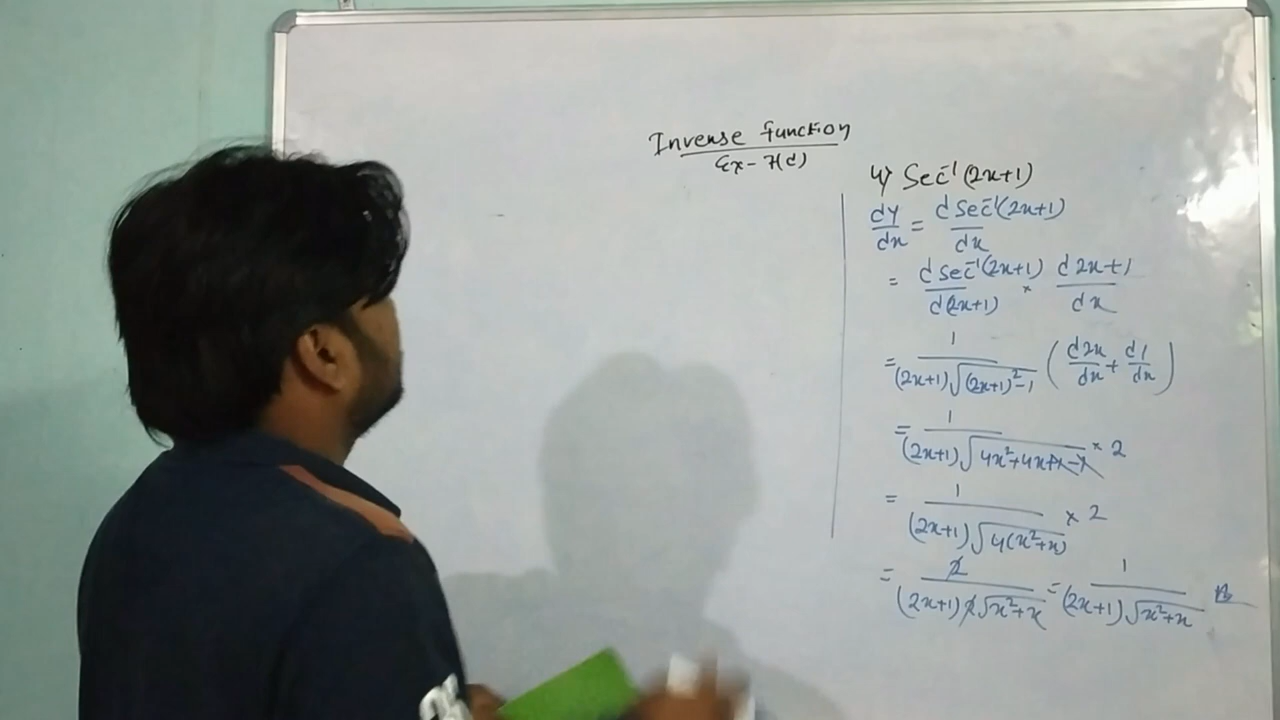 Inverse function
Ex-7(d)
4) Sec⁻¹(2x+1)
dy/dx = d Sec⁻¹(2x+1)/dx
= d Sec⁻¹(2x+1)/d(2x+1) × d 2x+1/dx
= 1/(2x+1)√(2x+1)²-1 (d2x/dx + d1/dx)
= 1/(2x+1)√4x²+4x+1-1 × 2
= 1/(2x+1)√4(x²+x) × 2
= 2/(2x+1)2√x²+x = 1/(2x+1)√x²+x